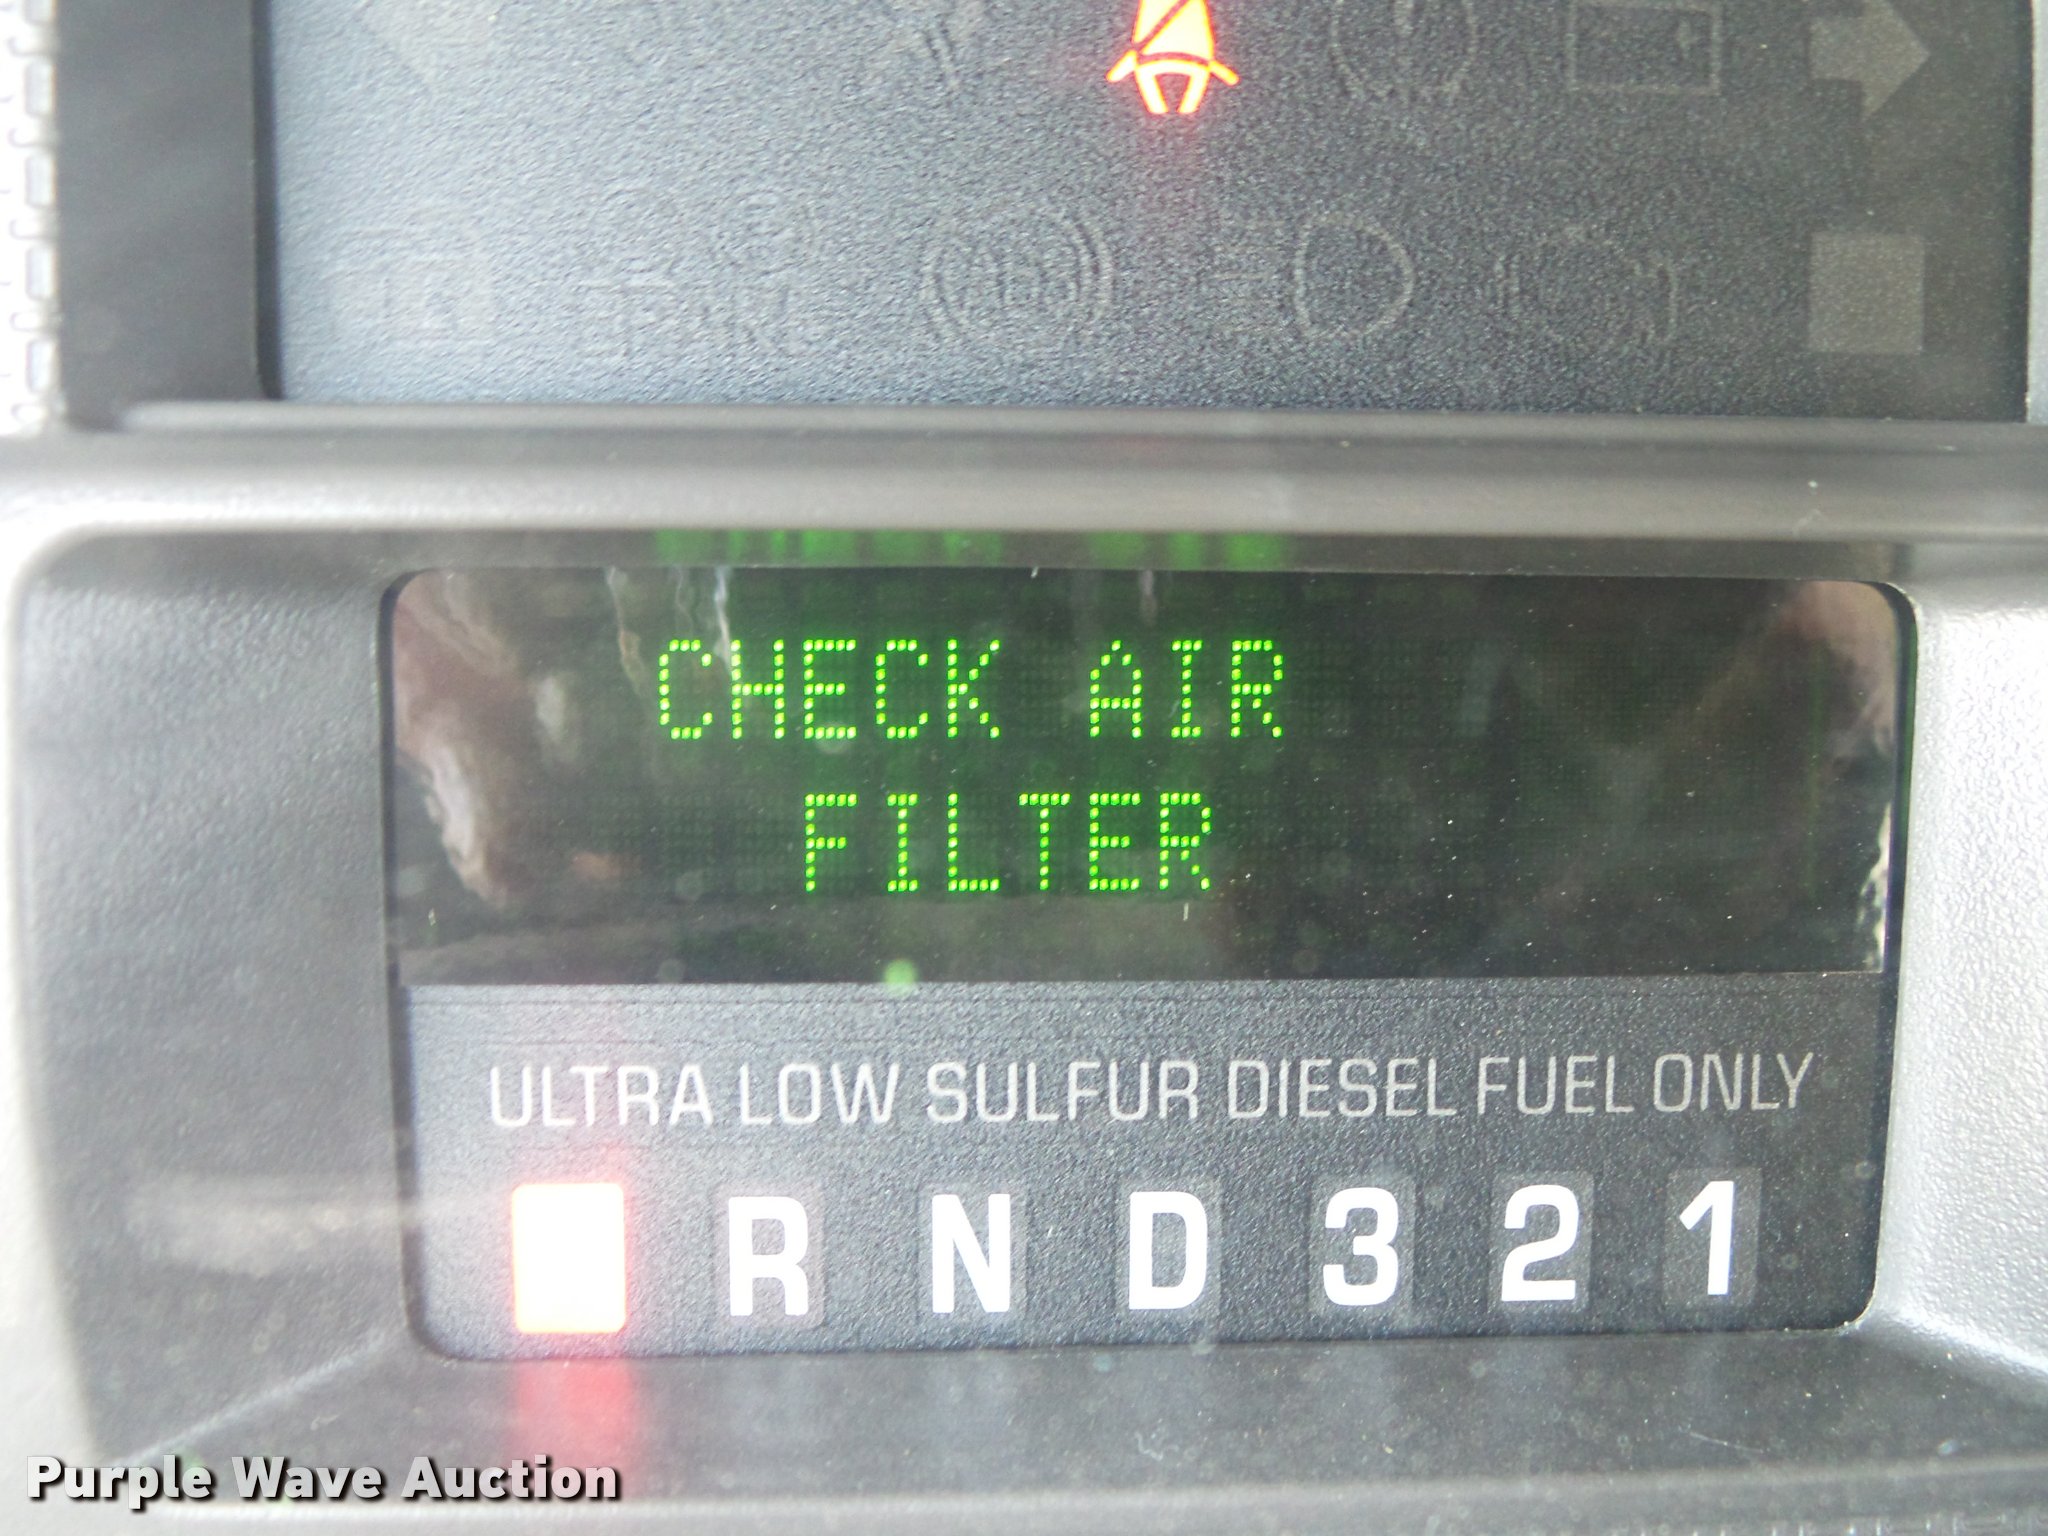 CHECK AIR
FILTER
ULTRA LOW SULFUR DIESEL FUEL ONLY
R N D 3 2 1
Purple Wave Auction